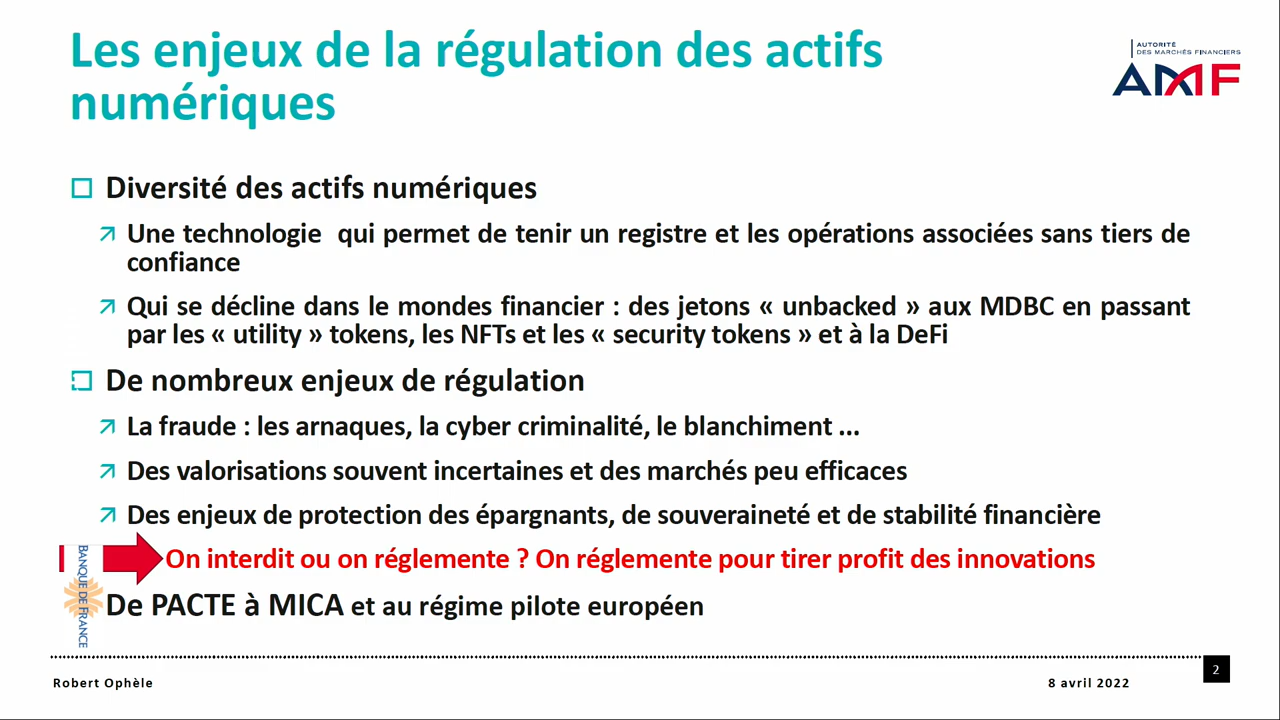 Les enjeux de la régulation des actifs
numériques
AUTORITÉ
DES MARCHÉS FINANCIERS
AMF
Diversité des actifs numériques
Une technologie qui permet de tenir un registre et les opérations associées sans tiers de
confiance
Qui se décline dans le mondes financier : des jetons « unbacked » aux MDBC en passant
par les « utility » tokens, les NFTs et les « security tokens » et à la DeFi
De nombreux enjeux de régulation
La fraude : les arnaques, la cyber criminalité, le blanchiment ...
Des valorisations souvent incertaines et des marchés peu efficaces
Des enjeux de protection des épargnants, de souveraineté et de stabilité financière
On interdit ou on réglemente ? On réglemente pour tirer profit des innovations
BANQUE DE FRANCE
De PACTE à MICA et au régime pilote européen
Robert Ophèle
8 avril 2022
2